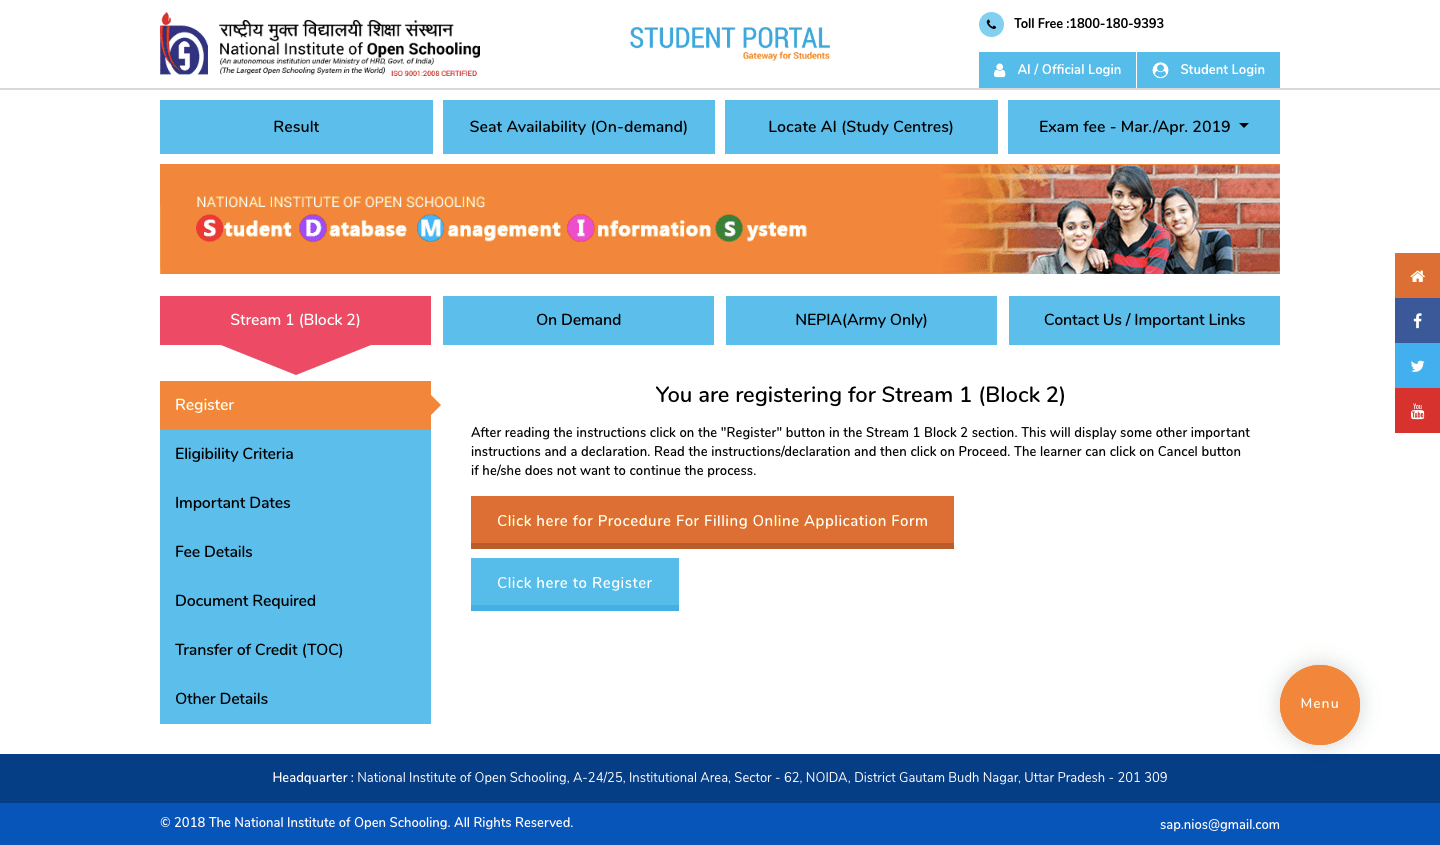 राष्ट्रीय मुक्त विद्यालयी शिक्षा संस्थान
National Institute of Open Schooling
(An autonomous institution under Ministry of HRD, Govt. of India)
(The Largest Open Schooling System in the World) ISO 9001:2008 CERTIFIED
STUDENT PORTAL
Gateway for Students
Toll Free :1800-180-9393
AI / Official Login
Student Login
Result
Seat Availability (On-demand)
Locate AI (Study Centres)
Exam fee - Mar./Apr. 2019
NATIONAL INSTITUTE OF OPEN SCHOOLING
Student Database Management Information System
Stream 1 (Block 2)
On Demand
NEPIA(Army Only)
Contact Us / Important Links
Register
Eligibility Criteria
Important Dates
Fee Details
Document Required
Transfer of Credit (TOC)
Other Details
You are registering for Stream 1 (Block 2)
After reading the instructions click on the "Register" button in the Stream 1 Block 2 section. This will display some other important
instructions and a declaration. Read the instructions/declaration and then click on Proceed. The learner can click on Cancel button
if he/she does not want to continue the process.
Click here for Procedure For Filling Online Application Form
Click here to Register
You
Menu
Headquarter : National Institute of Open Schooling, A-24/25, Institutional Area, Sector - 62, NOIDA, District Gautam Budh Nagar, Uttar Pradesh - 201 309
© 2018 The National Institute of Open Schooling. All Rights Reserved.
sap.nios@gmail.com